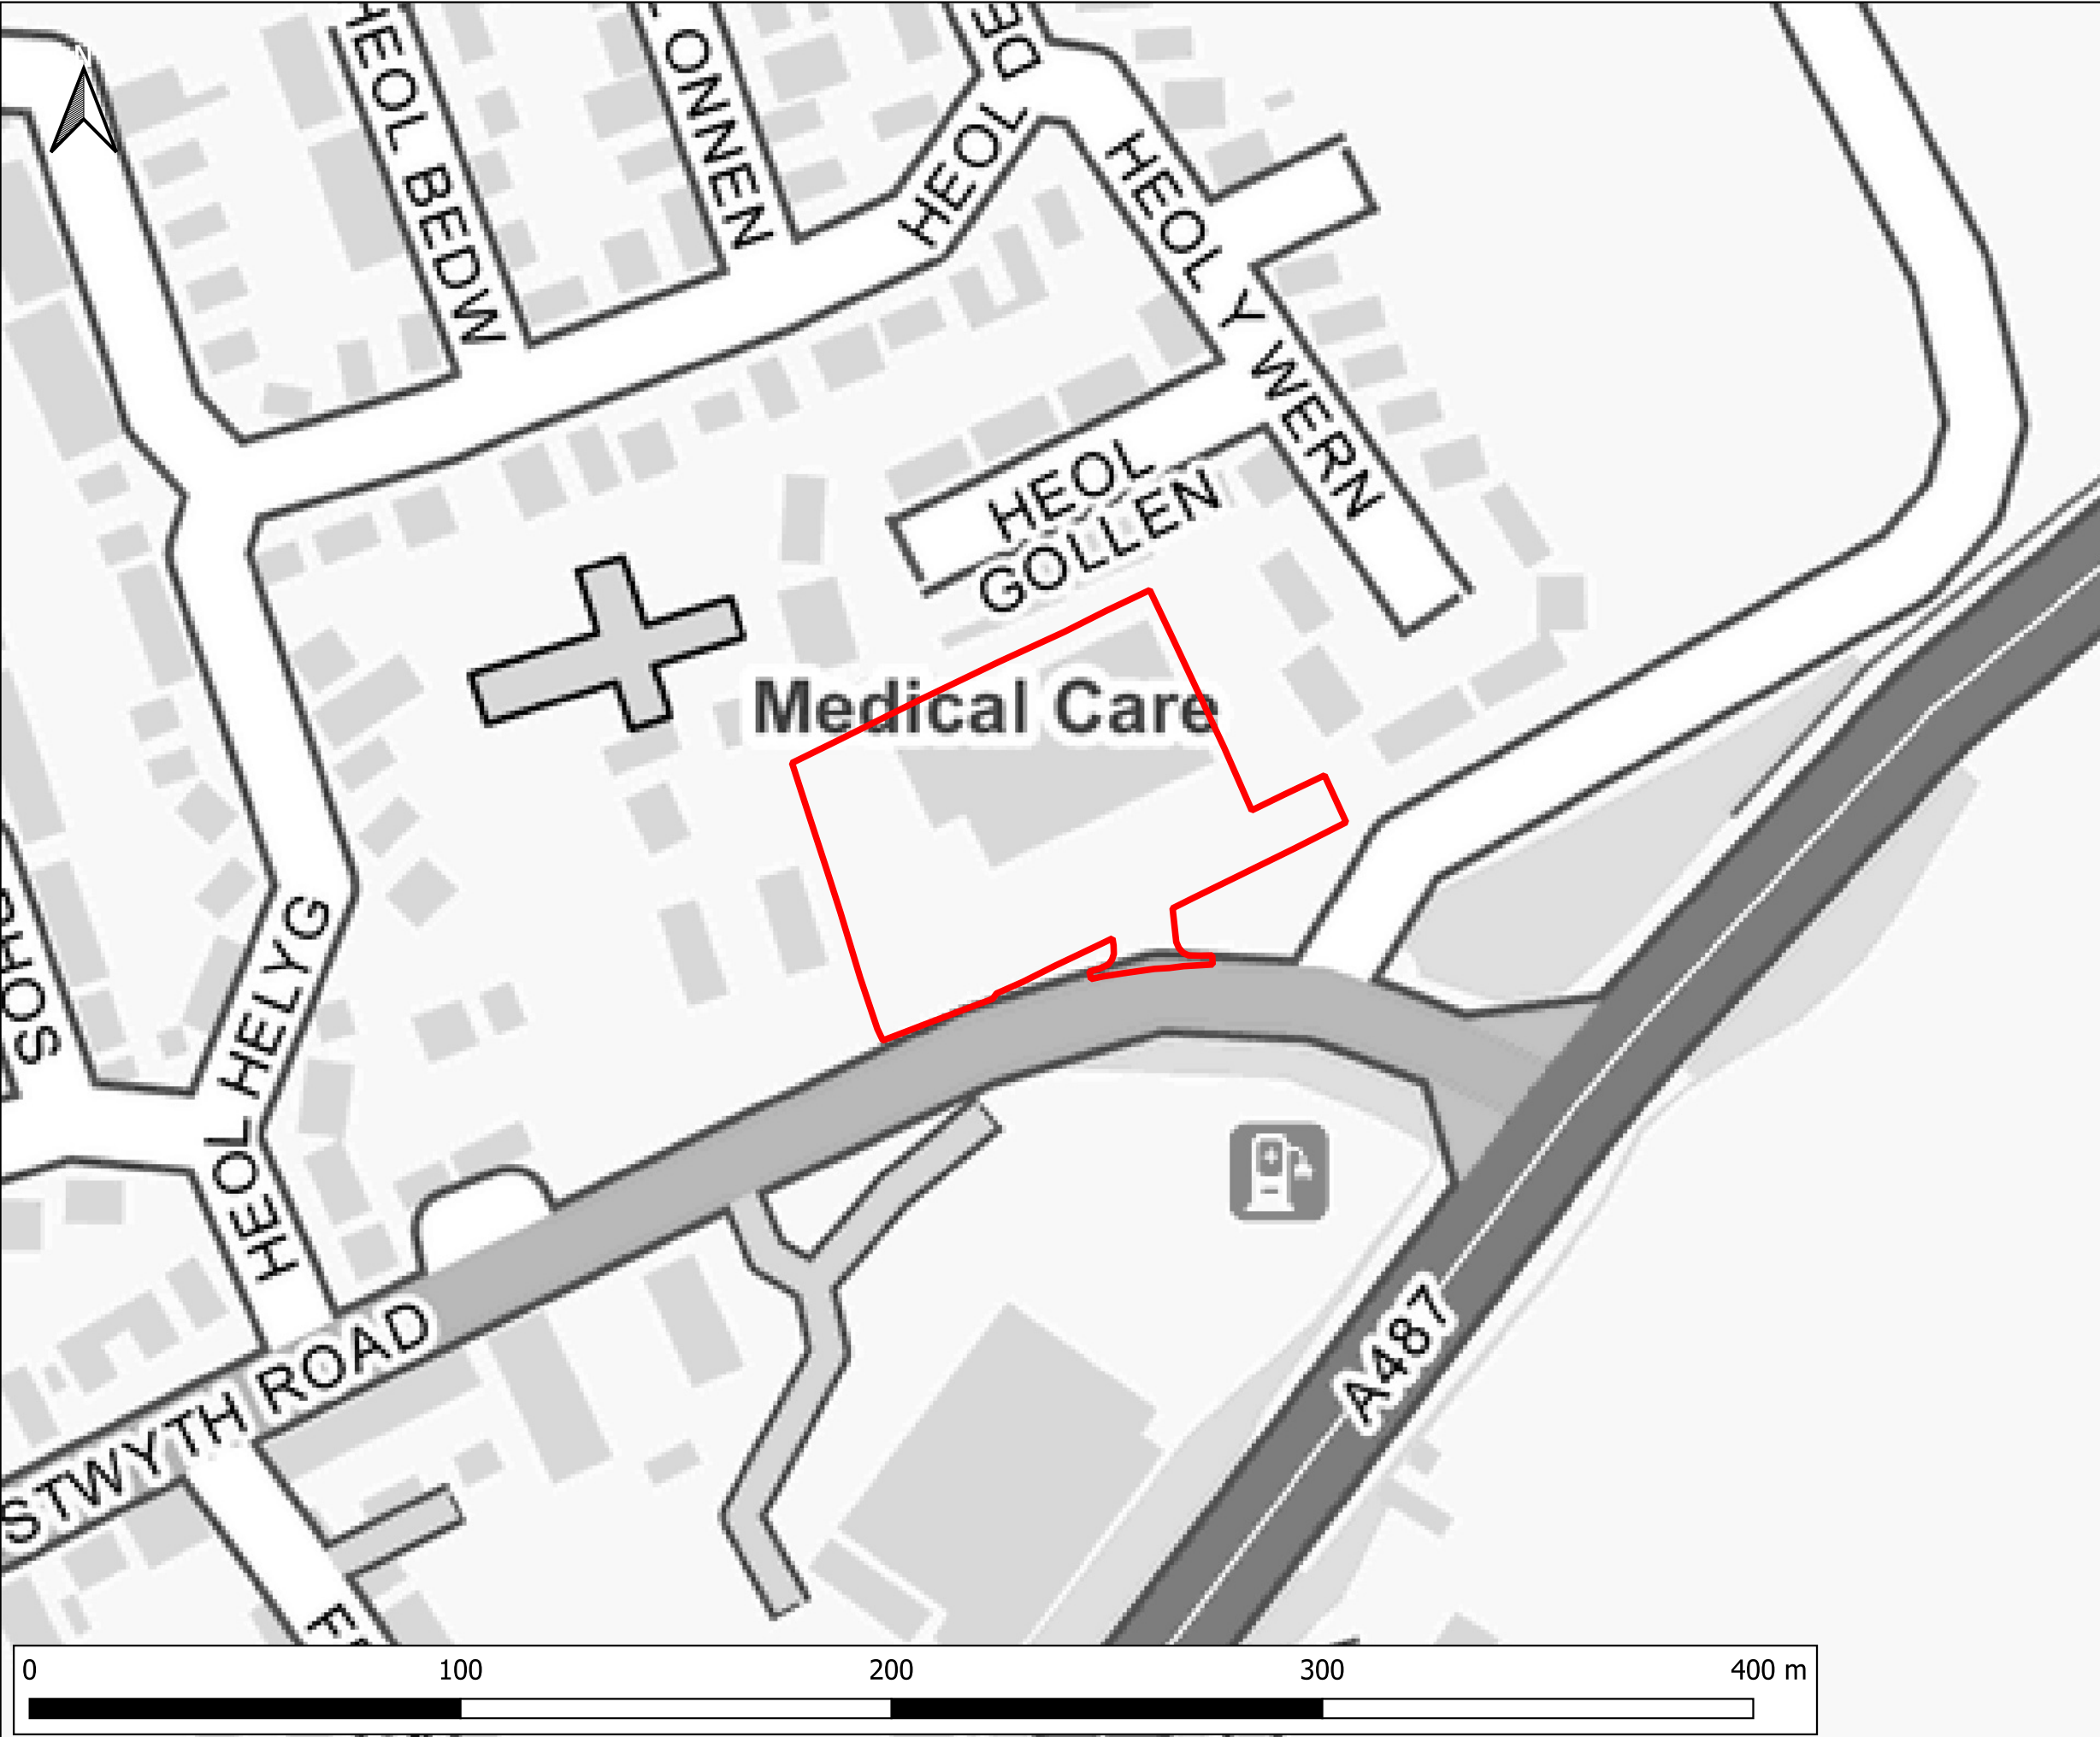 N
HEOL BEDW
ONNEN
HEOL
DE
HEOL Y WERN
HEOL
GOLLEN
Medical Care
HEOL HELYG
STWYTH ROAD
A487
0 100 200 300 400 m